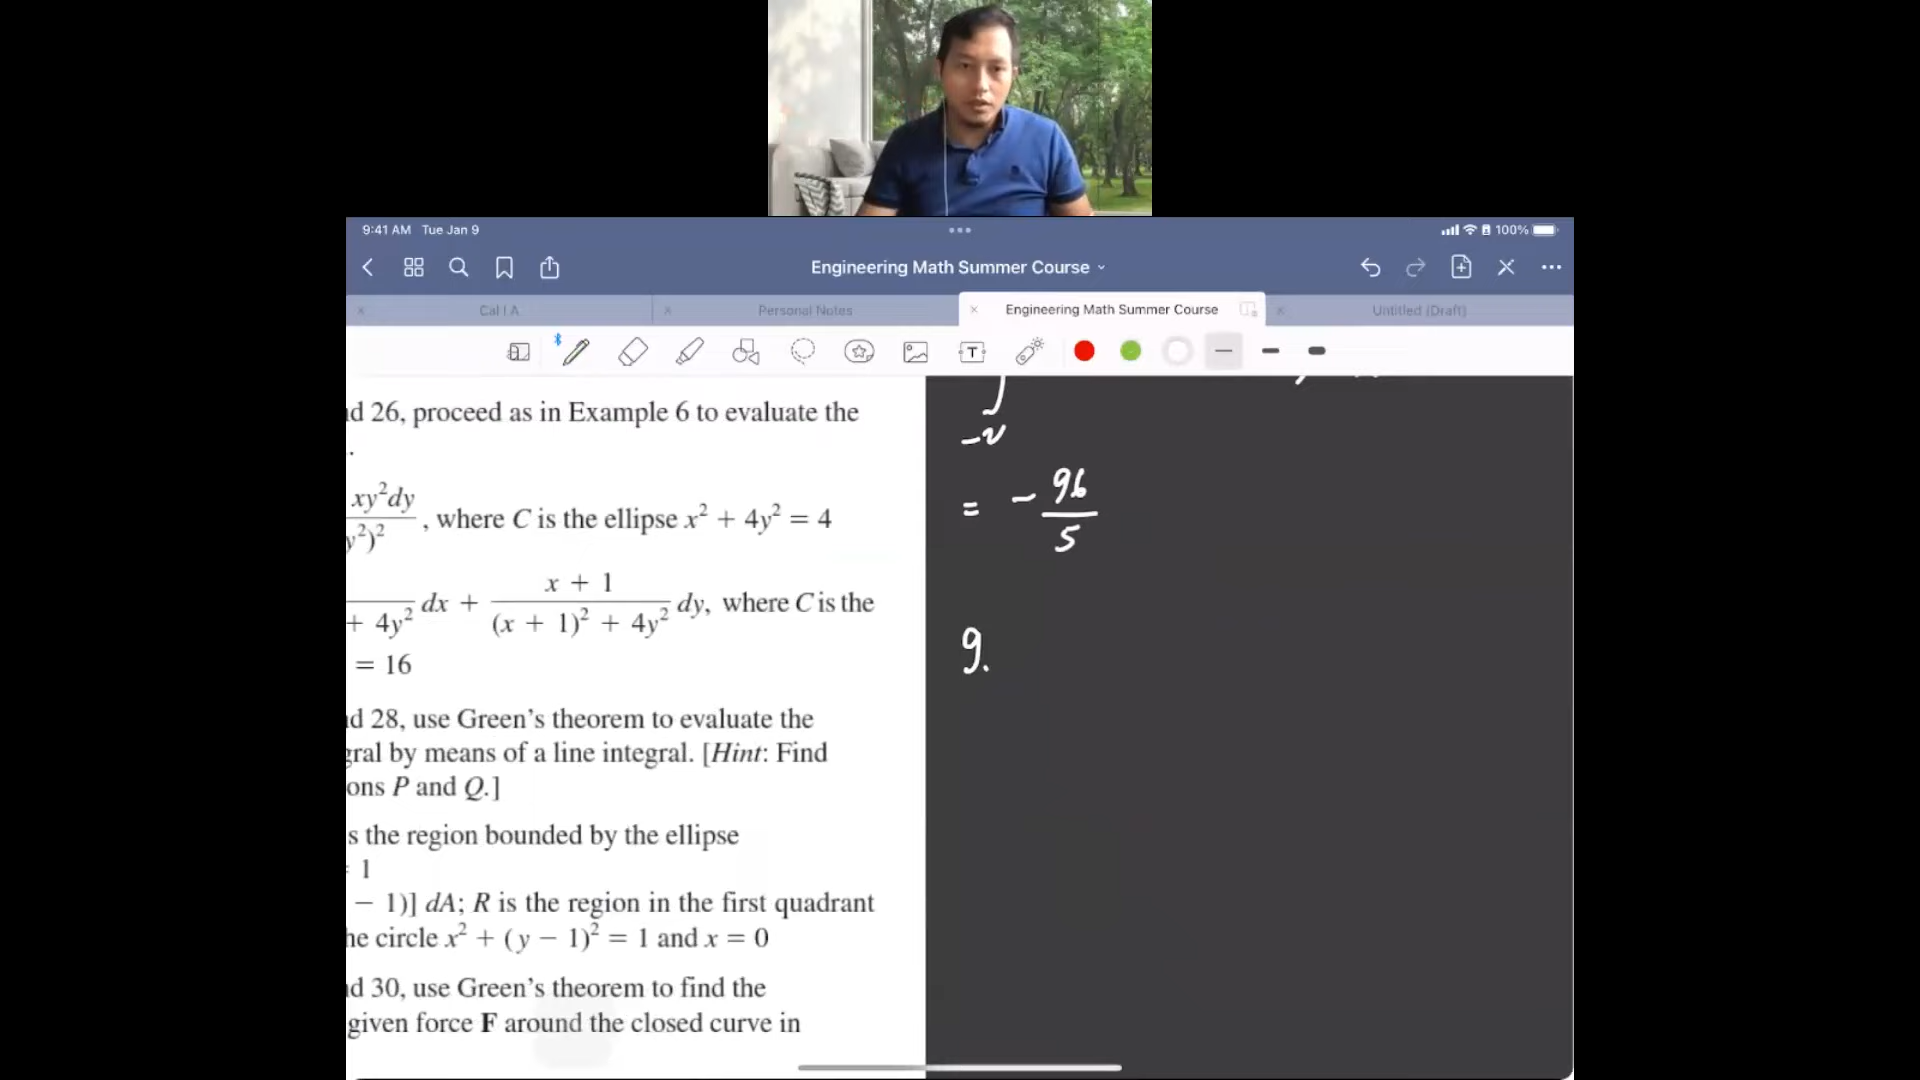 9:41 AM Tue Jan 9
100%
Engineering Math Summer Course
Cal I A
Personal Notes
Engineering Math Summer Course
Untitled (Draft)
T
d 26, proceed as in Example 6 to evaluate the
.
xy²dy
y²)²
, where C is the ellipse x² + 4y² = 4
+ 4y² dx + (x + 1)/((x + 1)² + 4y²) dy, where C is the
= 16
d 28, use Green's theorem to evaluate the
gral by means of a line integral. [Hint: Find
ons P and Q.]
s the region bounded by the ellipse
= 1
− 1)] dA; R is the region in the first quadrant
he circle x² + (y − 1)² = 1 and x = 0
d 30, use Green's theorem to find the
given force F around the closed curve in
= − 96/5
9.